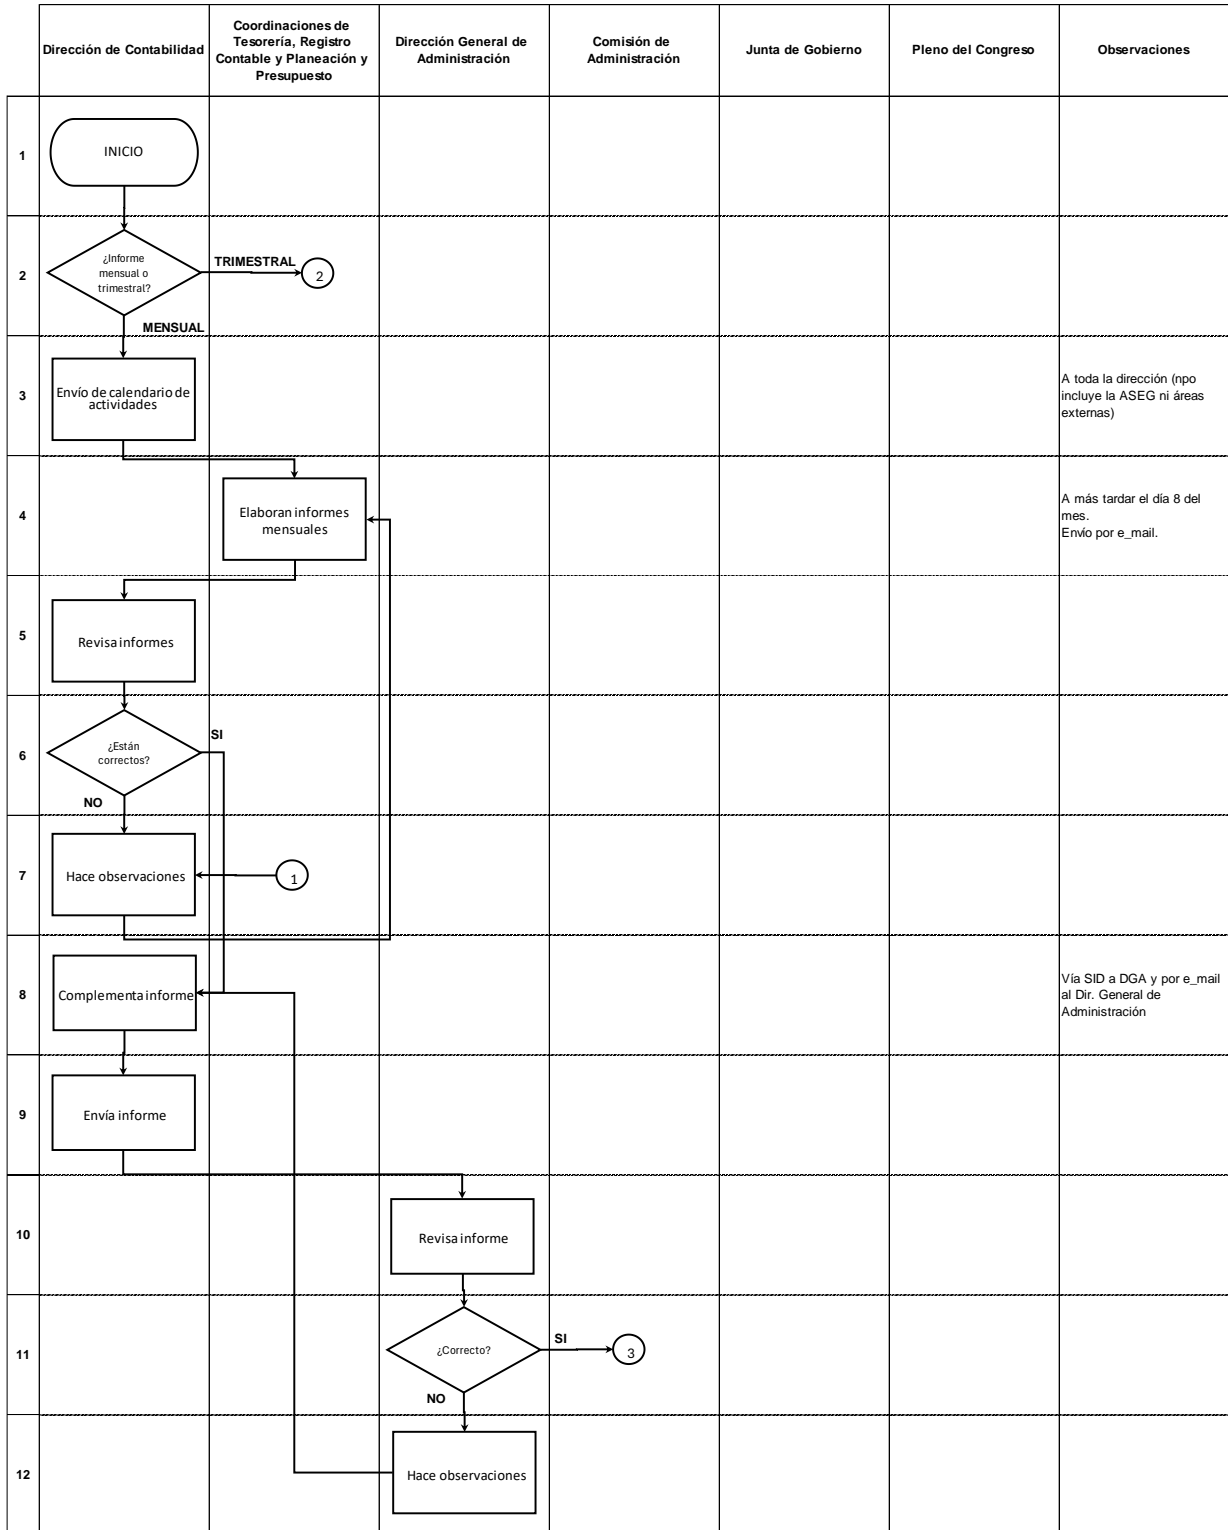 Dirección de Contabilidad
Coordinaciones de
Tesorería, Registro
Contable y Planeación y
Presupuesto
Dirección General de
Administración
Comisión de
Administración
Junta de Gobierno
Pleno del Congreso
Observaciones
1
INICIO
2
¿Informe
mensual o
trimestral?
TRIMESTRAL
2
MENSUAL
3
Envío de calendario de
actividades
A toda la dirección (npo
incluye la ASEG ni áreas
externas)
4
Elaboran informes
mensuales
A más tardar el día 8 del
mes.
Envío por e_mail.
5
Revisa informes
6
¿Están
correctos?
SI
NO
7
Hace observaciones
1
8
Complementa informe
Vía SID a DGA y por e_mail
al Dir. General de
Administración
9
Envía informe
10
Revisa informe
11
¿Correcto?
SI
3
NO
12
Hace observaciones